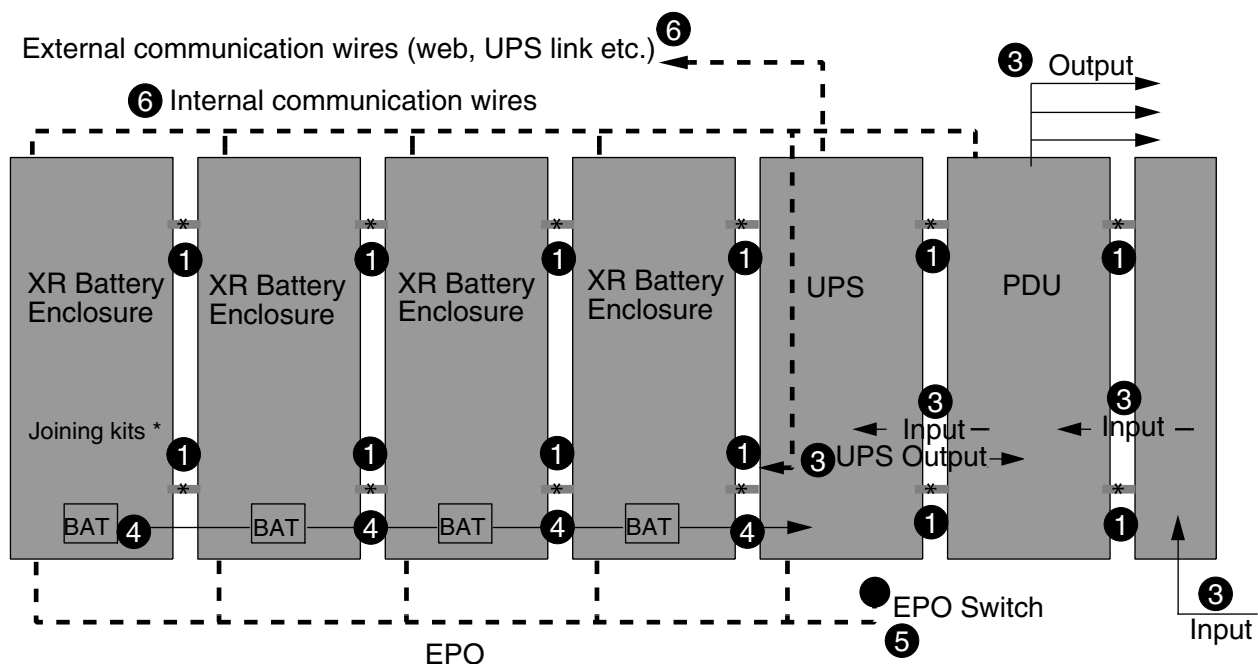 External communication wires (web, UPS link etc.) 6
3 Output
6 Internal communication wires
* * * * * *
1 1 1 1 1 1
XR Battery
Enclosure
XR Battery
Enclosure
XR Battery
Enclosure
XR Battery
Enclosure
UPS
PDU
3 3
Input
Input
Joining kits *
1 1 1 1
3 UPS Output
* * * * * *
BAT 4 BAT 4 BAT 4 BAT 4
1 1
EPO Switch
5
3
Input
EPO